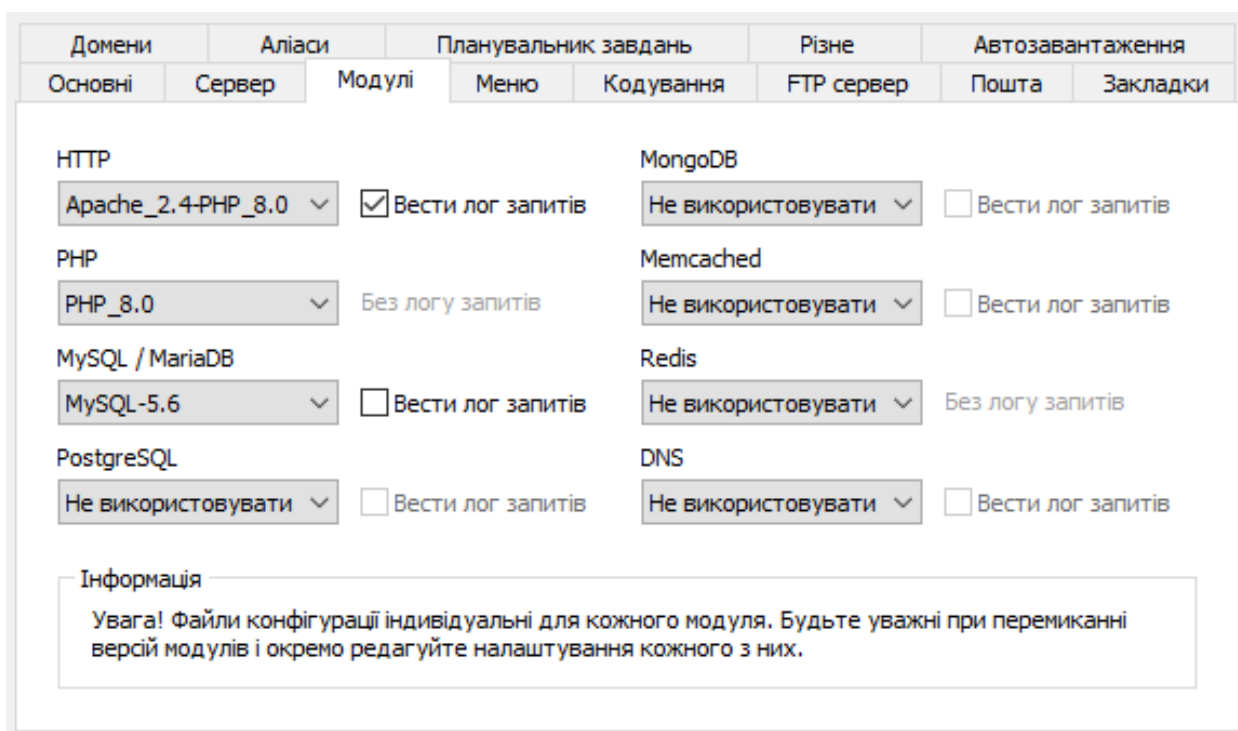 Домени Аліаси Планувальник завдань Різне Автозавантаження
Основні Сервер Модулі Меню Кодування FTP сервер Пошта Закладки
HTTP MongoDB
Apache_2.4-PHP_8.0 Вести лог запитів Не використовувати Вести лог запитів
PHP Memcached
PHP_8.0 Без логу запитів Не використовувати Вести лог запитів
MySQL / MariaDB Redis
MySQL-5.6 Вести лог запитів Не використовувати Без логу запитів
PostgreSQL DNS
Не використовувати Вести лог запитів Не використовувати Вести лог запитів
Інформація
Увага! Файли конфігурації індивідуальні для кожного модуля. Будьте уважні при перемиканні
версій модулів і окремо редагуйте налаштування кожного з них.